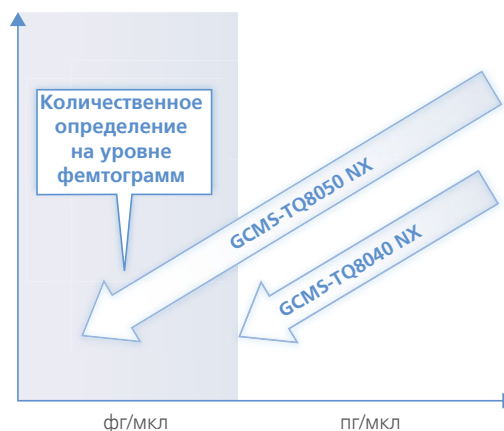 Количественное
определение
на уровне
фемтограмм
GCMS-TQ8050 NX
GCMS-TQ8040 NX
фг/мкл
пг/мкл